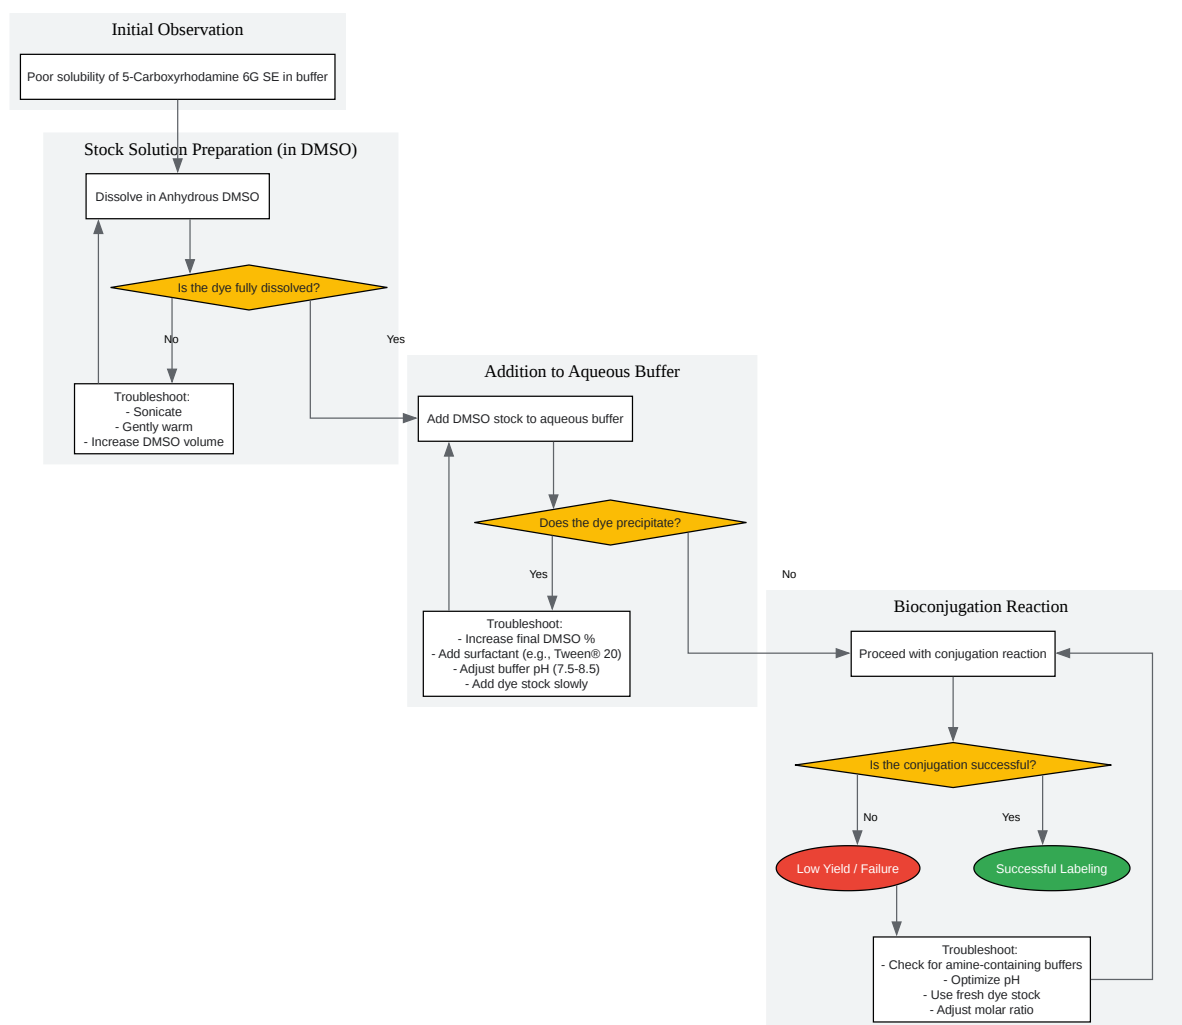 Initial Observation
Poor solubility of 5-Carboxyrhodamine 6G SE in buffer
Stock Solution Preparation (in DMSO)
Dissolve in Anhydrous DMSO
Is the dye fully dissolved?
No
Yes
Troubleshoot:
- Sonicate
- Gently warm
- Increase DMSO volume
Addition to Aqueous Buffer
Add DMSO stock to aqueous buffer
Does the dye precipitate?
Yes
No
Troubleshoot:
- Increase final DMSO %
- Add surfactant (e.g., Tween® 20)
- Adjust buffer pH (7.5-8.5)
- Add dye stock slowly
Bioconjugation Reaction
Proceed with conjugation reaction
Is the conjugation successful?
No
Yes
Low Yield / Failure
Successful Labeling
Troubleshoot:
- Check for amine-containing buffers
- Optimize pH
- Use fresh dye stock
- Adjust molar ratio